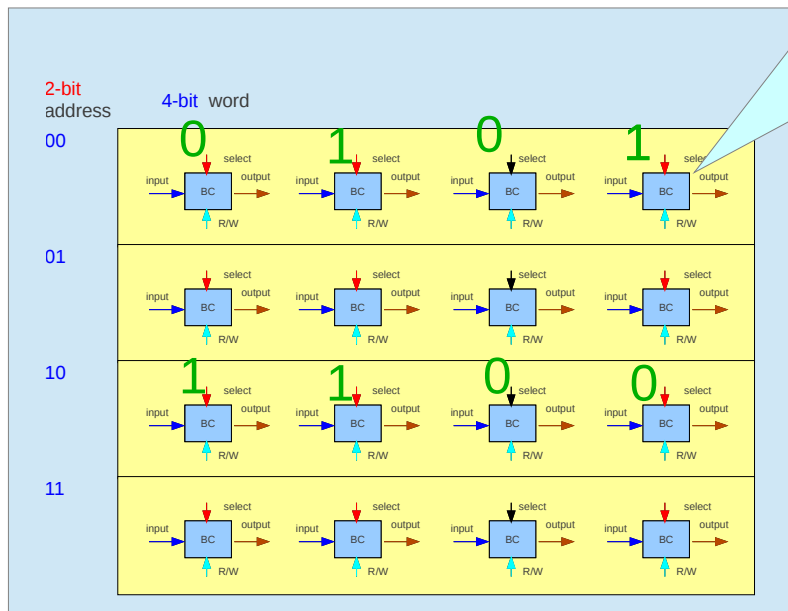 2-bit
address
4-bit word
00
0 1 0 1
select select select select
input output input output input output input output
BC BC BC BC
R/W R/W R/W R/W
01
select select select select
input output input output input output input output
BC BC BC BC
R/W R/W R/W R/W
10
1 1 0 0
select select select select
input output input output input output input output
BC BC BC BC
R/W R/W R/W R/W
11
select select select select
input output input output input output input output
BC BC BC BC
R/W R/W R/W R/W